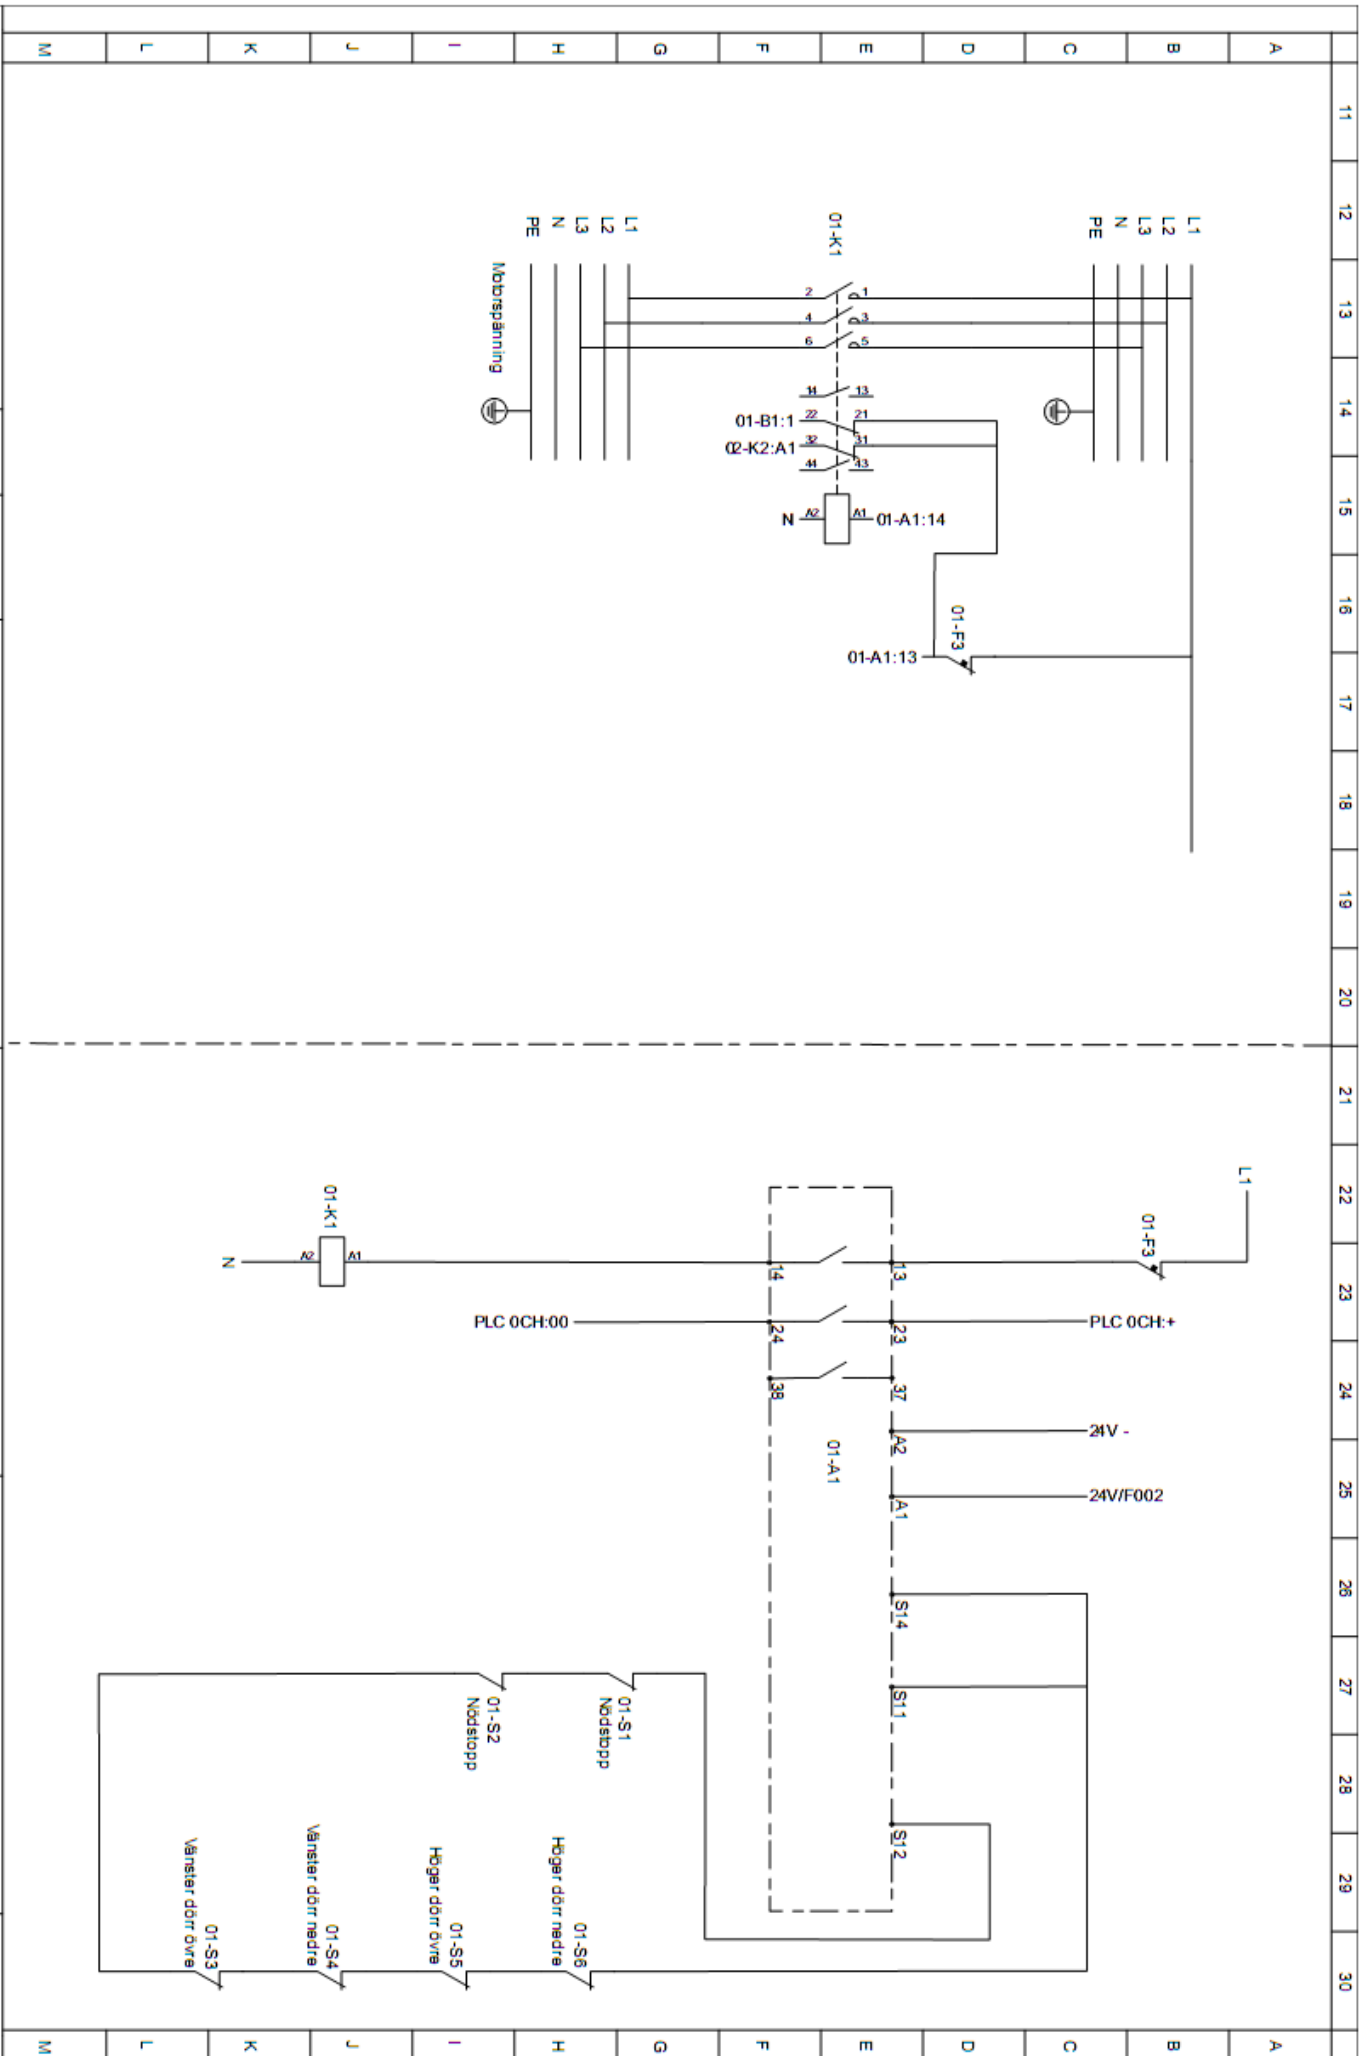 11 12 13 14 15 16 17 18 19 20 21 22 23 24 25 26 27 28 29 30
A
B
C
D
E
F
G
H
I
J
K
L
M
L1
L2
L3
N
PE
01-K1
1 3 5 13 21 31 43 A1
2 4 6 14 22 32 44 A2
01-B1:1
02-K2:A1
N
01-A1:14
01-F3
01-A1:13
L1
L2
L3
N
PE
Motorspänning
L1
01-F3
PLC 0CH:+
24V -
24V/F002
13 23 37 A2 A1 S14 S11 S12
01-A1
14 24 38
PLC 0CH:00
01-K1
A1
A2
N
01-S1
Nödstopp
01-S2
Nödstopp
01-S6
Höger dörr nedre
01-S5
Höger dörr övre
01-S4
Vänster dörr nedre
01-S3
Vänster dörr övre
A
B
C
D
E
F
G
H
I
J
K
L
M